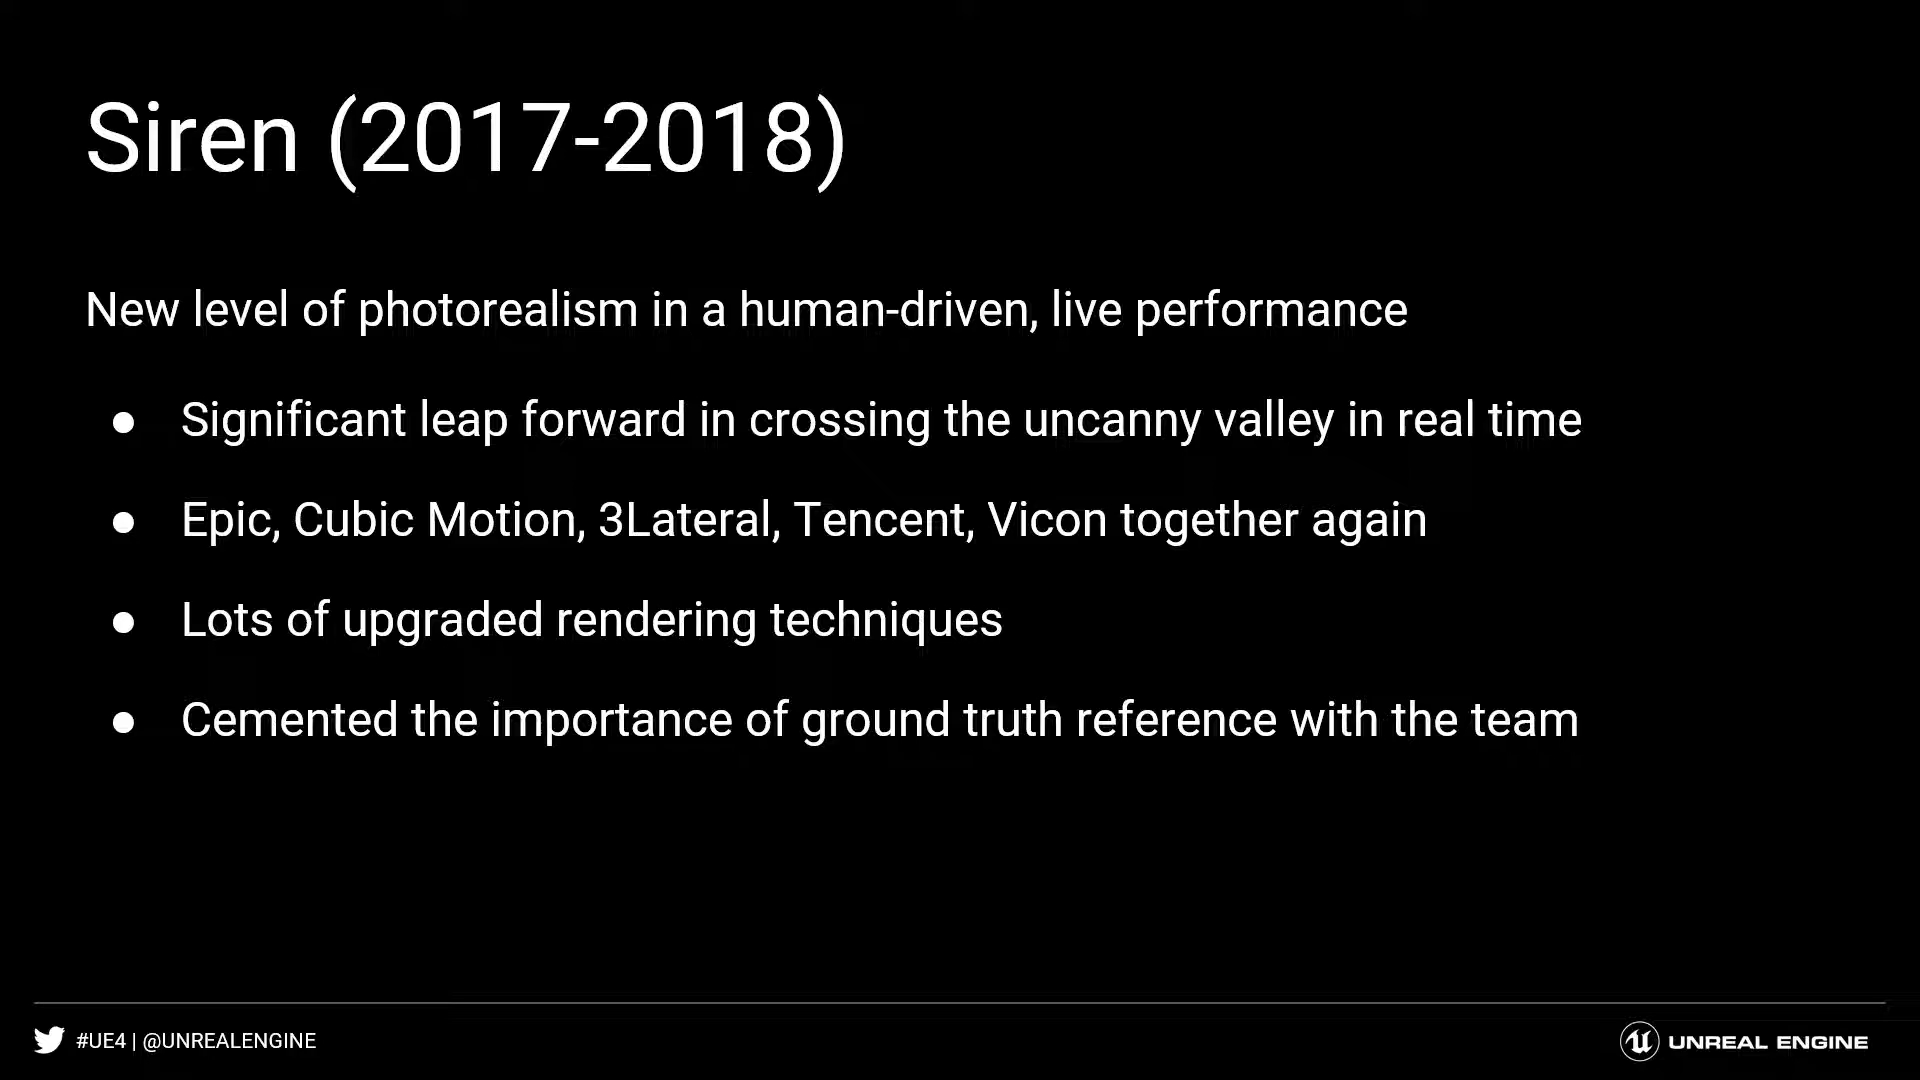 Siren (2017-2018)
New level of photorealism in a human-driven, live performance
● Significant leap forward in crossing the uncanny valley in real time
● Epic, Cubic Motion, 3Lateral, Tencent, Vicon together again
● Lots of upgraded rendering techniques
● Cemented the importance of ground truth reference with the team
#UE4 | @UNREALENGINE
UNREAL ENGINE